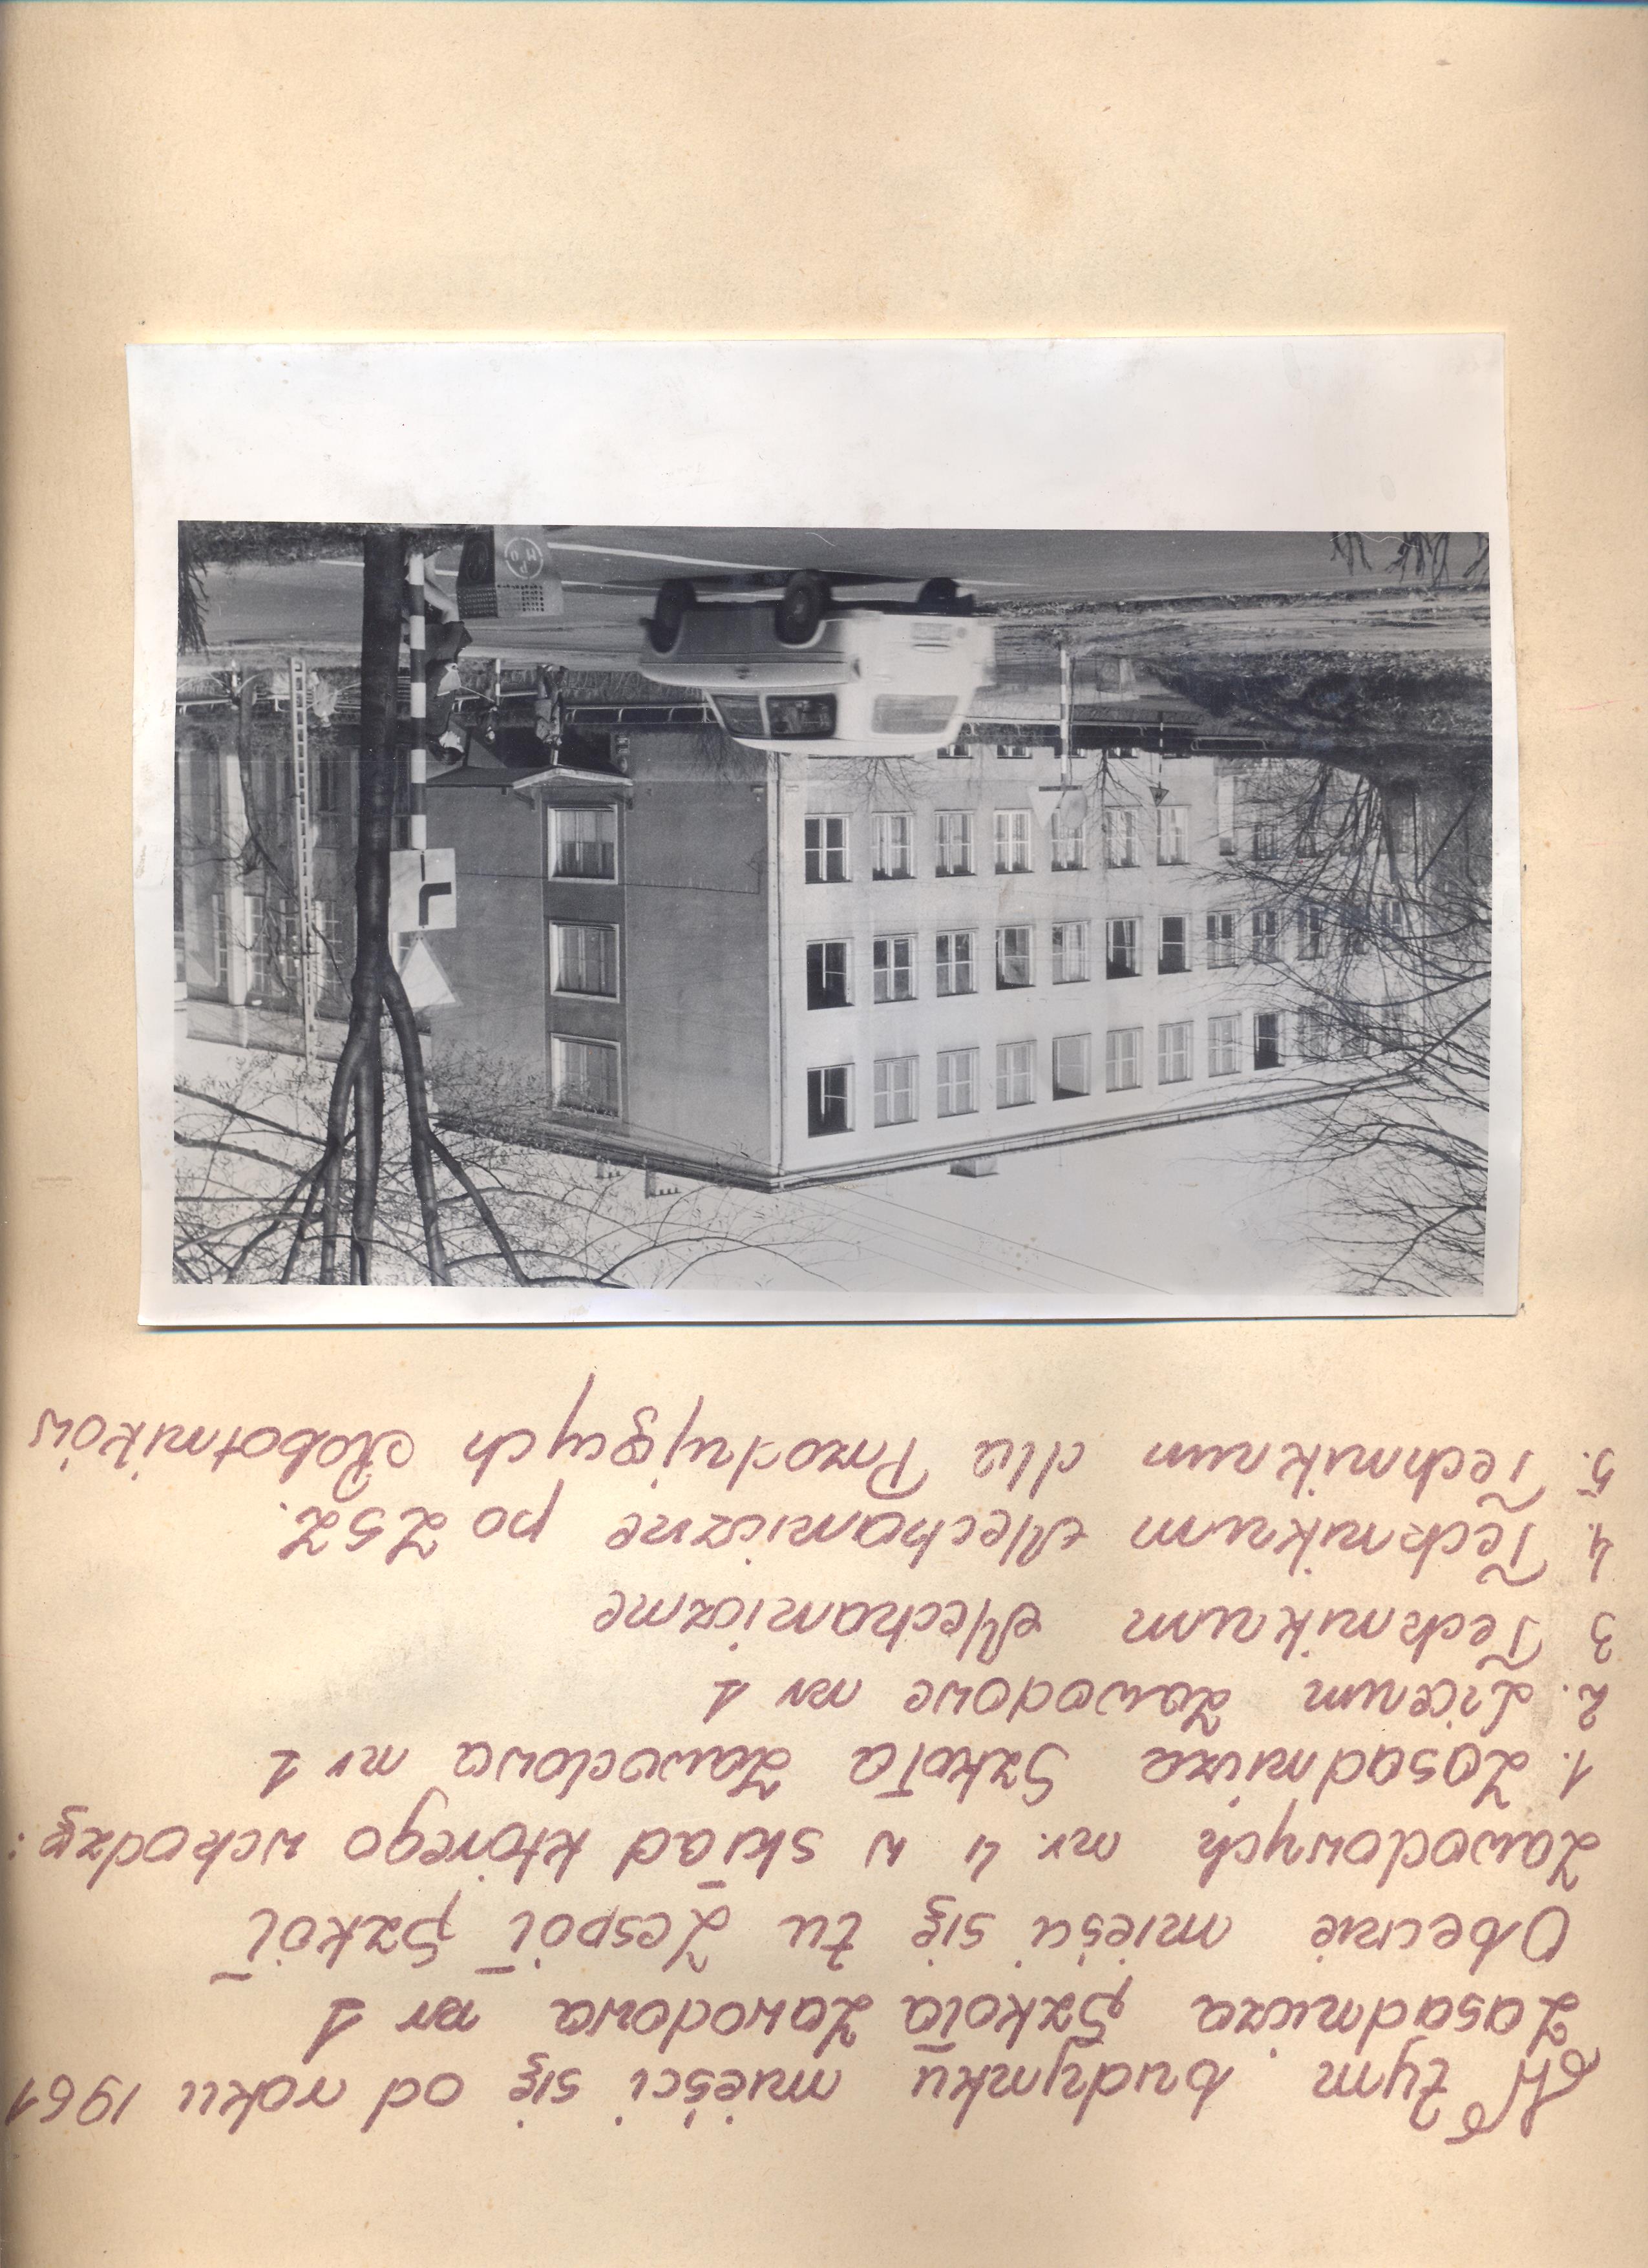 W tym budynku mieści się od roku 1961
Zasadnicza Szkoła Zawodowa nr 1
Obecnie mieści się tu Zespół Szkół
Zawodowych nr. 4 w skład którego wchodzą:
1. Zasadnicza Szkoła Zawodowa nr 1
2. Liceum Zawodowe nr 1
3 Technikum Mechaniczne
4. Technikum Mechaniczne po ZSZ.
5. Technikum dla Przodujących Robotników
MPO